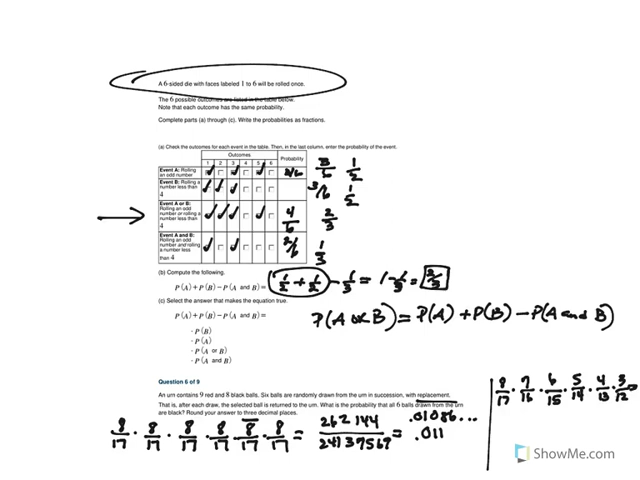 A 6-sided die with faces labeled 1 to 6 will be rolled once.
The 6 possible outcomes are listed in the table below.
Note that each outcome has the same probability.
Complete parts (a) through (c). Write the probabilities as fractions.
(a) Check the outcomes for each event in the table. Then, in the last column, enter the probability of the event.
Outcomes
Probability
1 2 3 4 5 6
Event A: Rolling an odd number 3/6 3/6 1/2
Event B: Rolling a number less than 4 3/6 1/2
Event A or B: Rolling an odd number or rolling a number less than 4 4/6 2/3
Event A and B: Rolling an odd number and rolling a number less than 4 2/6 1/3
(b) Compute the following.
P(A)+P(B)−P(A and B)= 1/2 + 1/2 − 1/3 = 1 − 1/3 = 2/3
(c) Select the answer that makes the equation true.
P(A or B) = P(A) + P(B) − P(A and B)
P(A)+P(B)−P(A and B)=
- P(B)
- P(A)
- P(A or B)
- P(A and B)
Question 6 of 9
An urn contains 9 red and 8 black balls. Six balls are randomly drawn from the urn in succession, with replacement.
That is, after each draw, the selected ball is returned to the urn. What is the probability that all 6 balls drawn from the urn
are black? Round your answer to three decimal places.
8/17 · 8/17 · 8/17 · 8/17 · 8/17 · 8/17 = 262144/24137569 = .01086...
.011
8/17 · 7/16 · 6/15 · 5/14 · 4/13 · 3/12
ShowMe.com